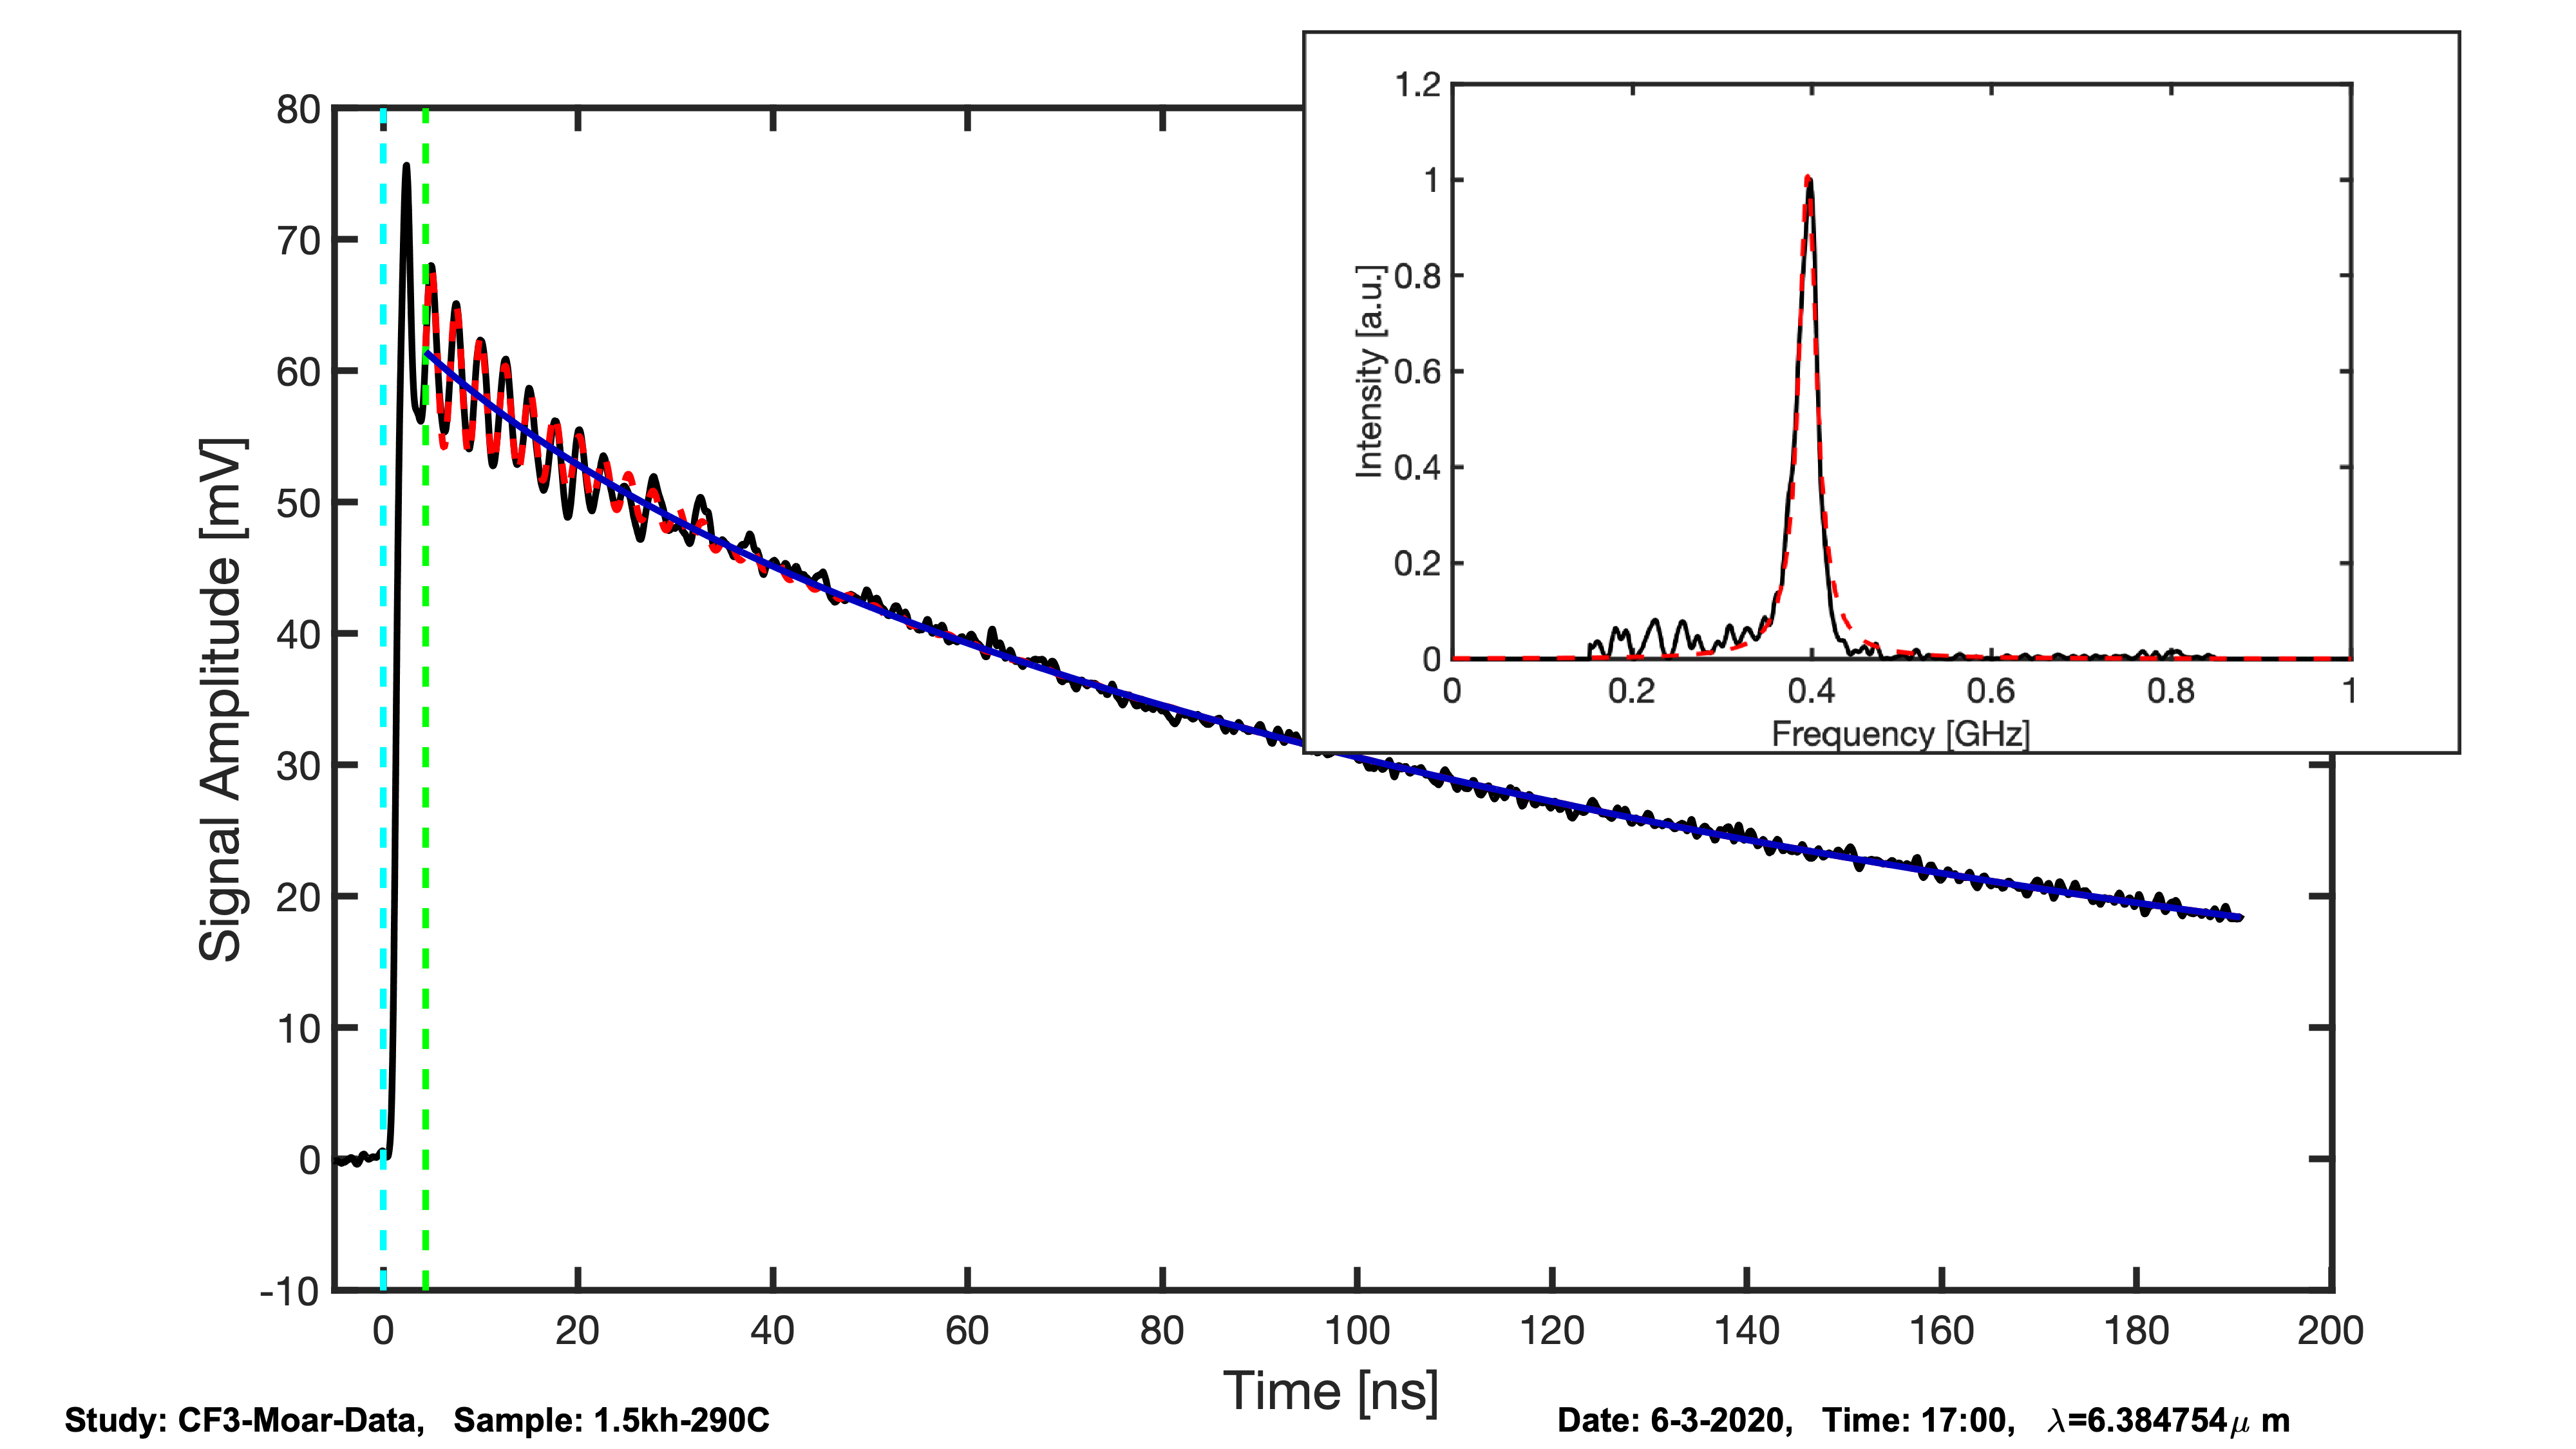 1.2
1
0.8
0.6
0.4
0.2
0
Intensity [a.u.]
0 0.2 0.4 0.6 0.8 1
Frequency [GHz]
80
70
60
50
40
30
20
10
0
-10
Signal Amplitude [mV]
0 20 40 60 80 100 120 140 160 180 200
Time [ns]
Study: CF3-Moar-Data, Sample: 1.5kh-290C
Date: 6-3-2020, Time: 17:00, λ=6.384754μ m